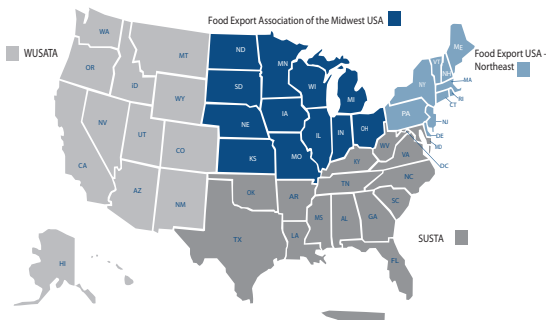 Food Export Association of the Midwest USA
WUSATA
Food Export USA -
Northeast
SUSTA
WA
OR
ID
MT
WY
NV
UT
CO
CA
AZ
NM
HI
ND
SD
NE
KS
MN
IA
MO
WI
IL
MI
IN
OH
ME
VT
NH
NY
MA
RI
CT
PA
NJ
DE
MD
DC
WV
VA
KY
TN
NC
SC
OK
AR
TX
LA
MS
AL
GA
FL